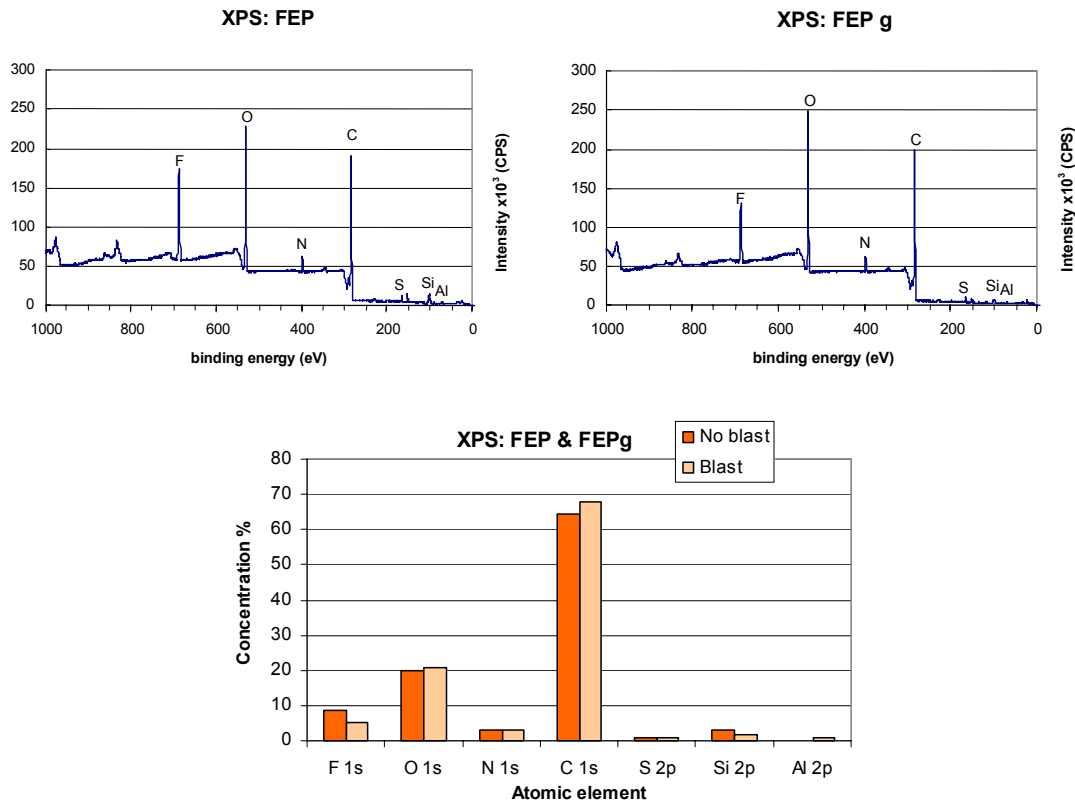 XPS: FEP
300
250
200
150
100
50
0
1000 800 600 400 200 0
binding energy (eV)
Intensity x10³ (CPS)
F
O
N
C
S
Si
Al
XPS: FEP g
300
250
200
150
100
50
0
1000 800 600 400 200 0
binding energy (eV)
Intensity x10³ (CPS)
F
O
N
C
S
Si
Al
XPS: FEP & FEPg
No blast
Blast
80
70
60
50
40
30
20
10
0
Concentration %
F 1s O 1s N 1s C 1s S 2p Si 2p Al 2p
Atomic element